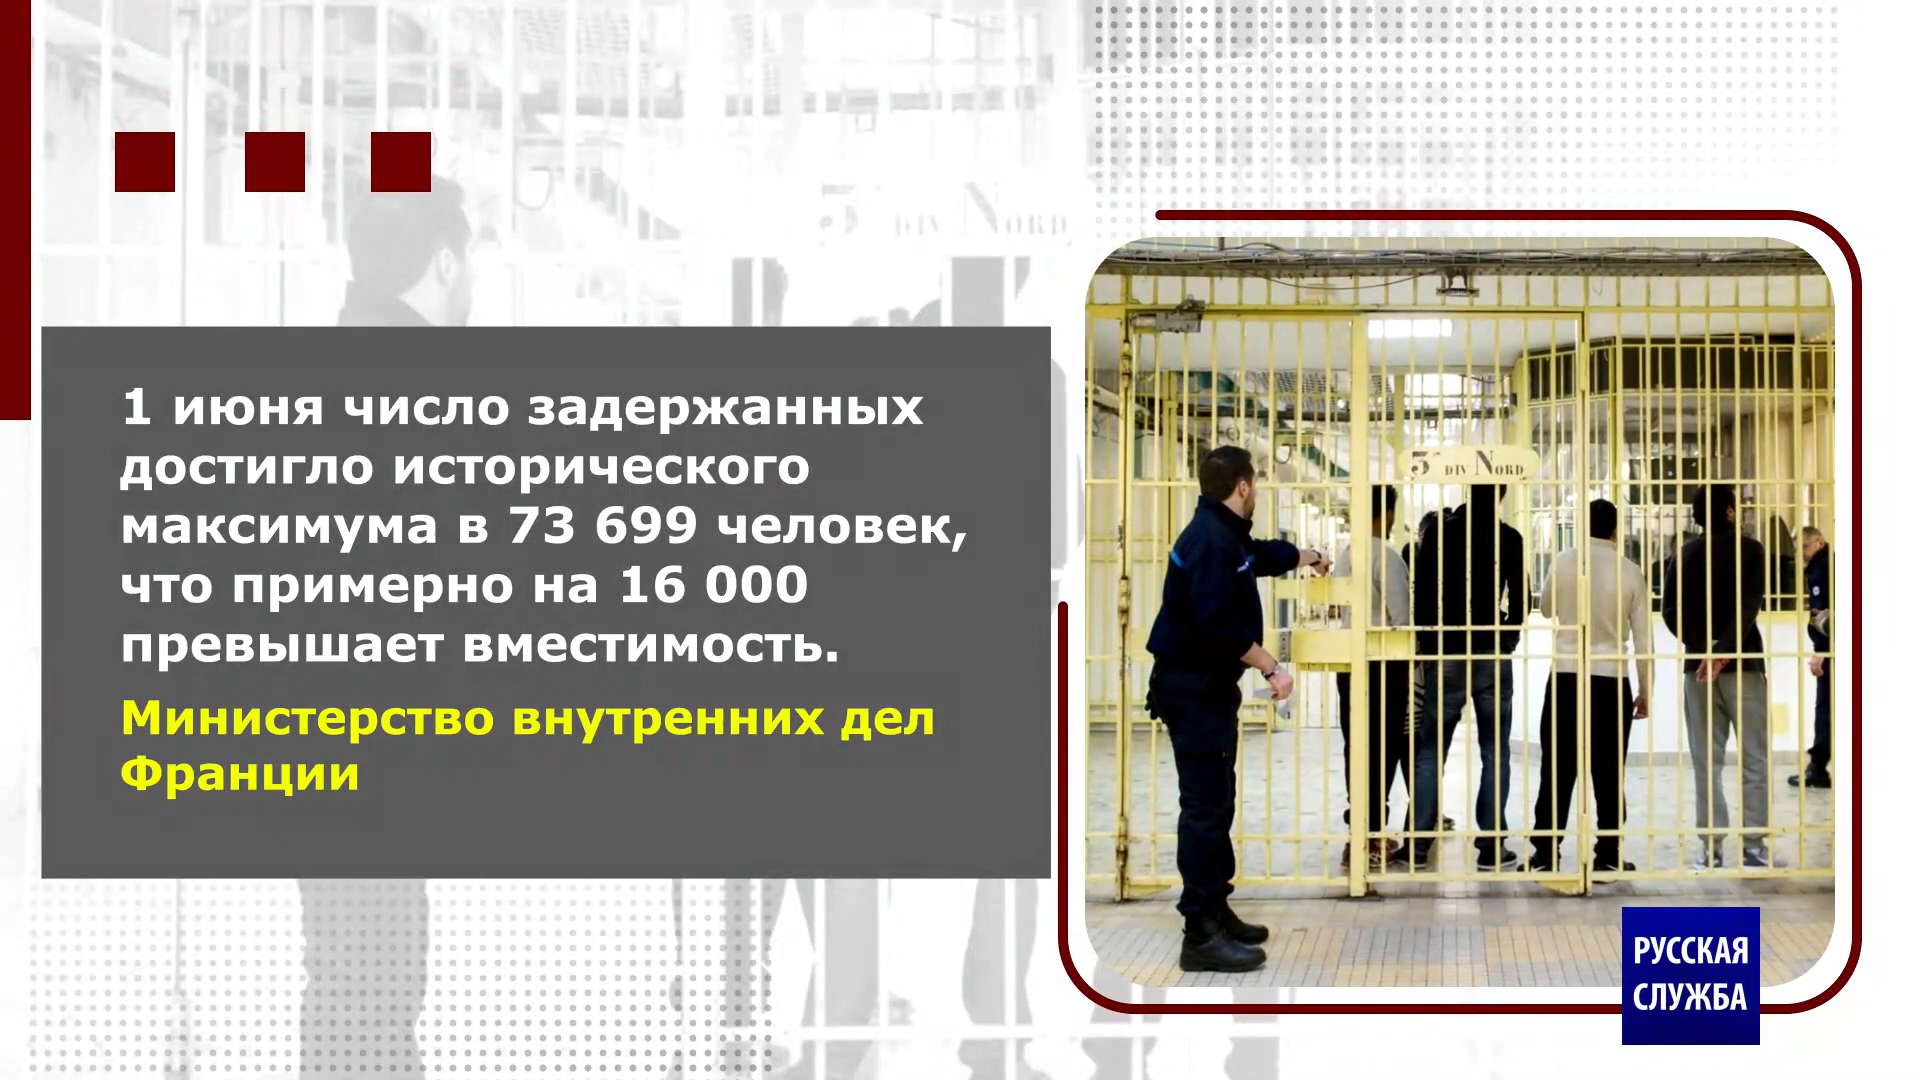 1 июня число задержанных
достигло исторического
максимума в 73 699 человек,
что примерно на 16 000
превышает вместимость.
Министерство внутренних дел
Франции
DIV NORD
РУССКАЯ
СЛУЖБА